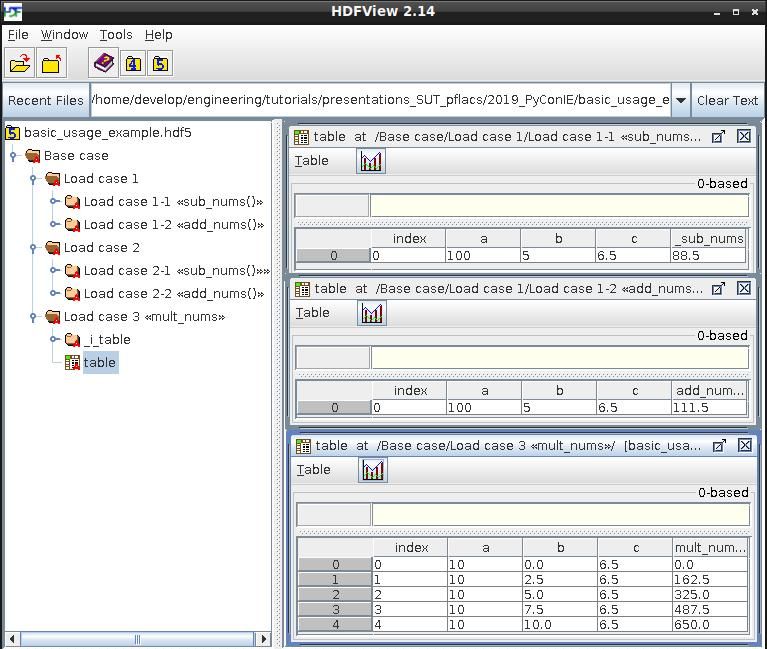 HDFView 2.14
File Window Tools Help
Recent Files /home/develop/engineering/tutorials/presentations_SUT_pflacs/2019_PyConIE/basic_usage_e Clear Text
basic_usage_example.hdf5
Base case
Load case 1
Load case 1-1 «sub_nums()»
Load case 1-2 «add_nums()»
Load case 2
Load case 2-1 «sub_nums()»»
Load case 2-2 «add_nums()»
Load case 3 «mult_nums»
_i_table
table
table at /Base case/Load case 1/Load case 1-1 «sub_nums...
Table
0-based
index a b c _sub_nums
0 0 100 5 6.5 88.5
table at /Base case/Load case 1/Load case 1-2 «add_nums...
Table
0-based
index a b c add_num...
0 0 100 5 6.5 111.5
table at /Base case/Load case 3 «mult_nums»/ [basic_usa...
Table
0-based
index a b c mult_num...
0 0 10 0.0 6.5 0.0
1 1 10 2.5 6.5 162.5
2 2 10 5.0 6.5 325.0
3 3 10 7.5 6.5 487.5
4 4 10 10.0 6.5 650.0